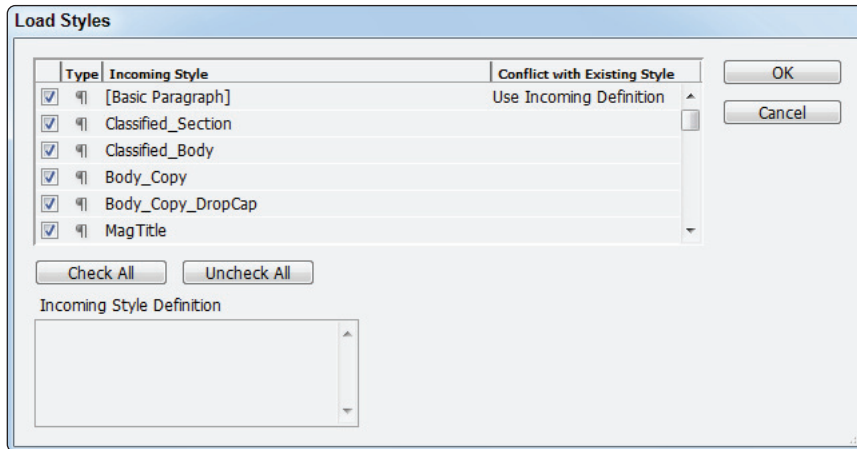 Load Styles
Type Incoming Style Conflict with Existing Style
¶ [Basic Paragraph] Use Incoming Definition
¶ Classified_Section
¶ Classified_Body
¶ Body_Copy
¶ Body_Copy_DropCap
¶ MagTitle
OK
Cancel
Check All Uncheck All
Incoming Style Definition